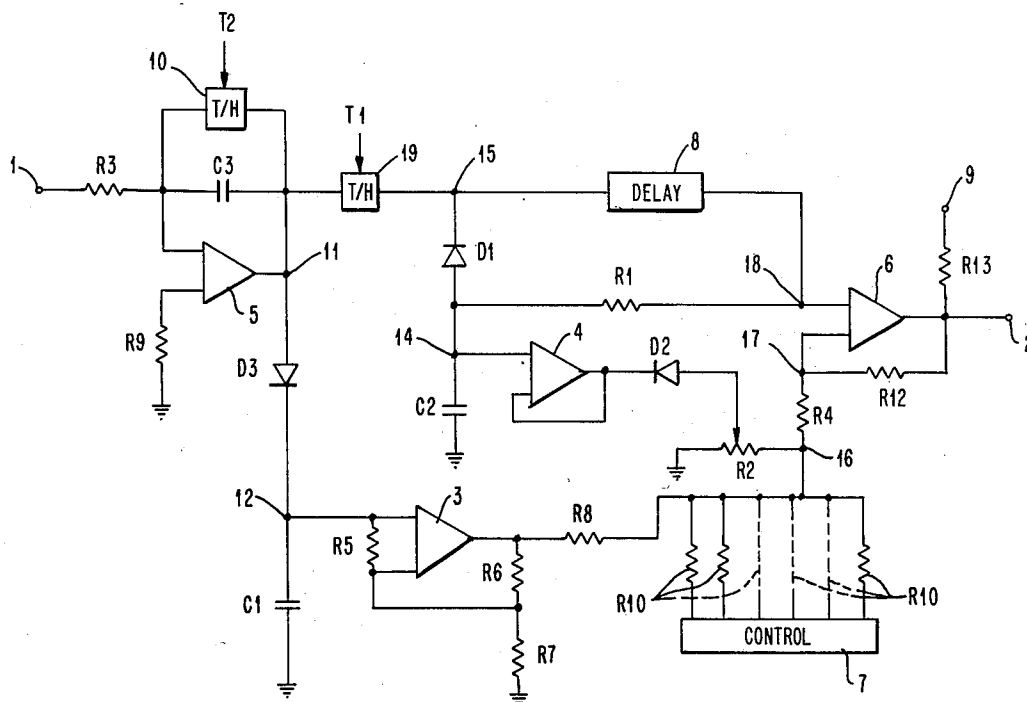 T2
10
T/H
T1
8
1
R3
C3
19
15
9
T/H
DELAY
D1
R13
R1
18
6
11
5
4
D2
2
R9
14
17
D3
R12
C2
R4
R2
16
12
3
R8
R5
R6
C1
R10
R10
R7
CONTROL
7